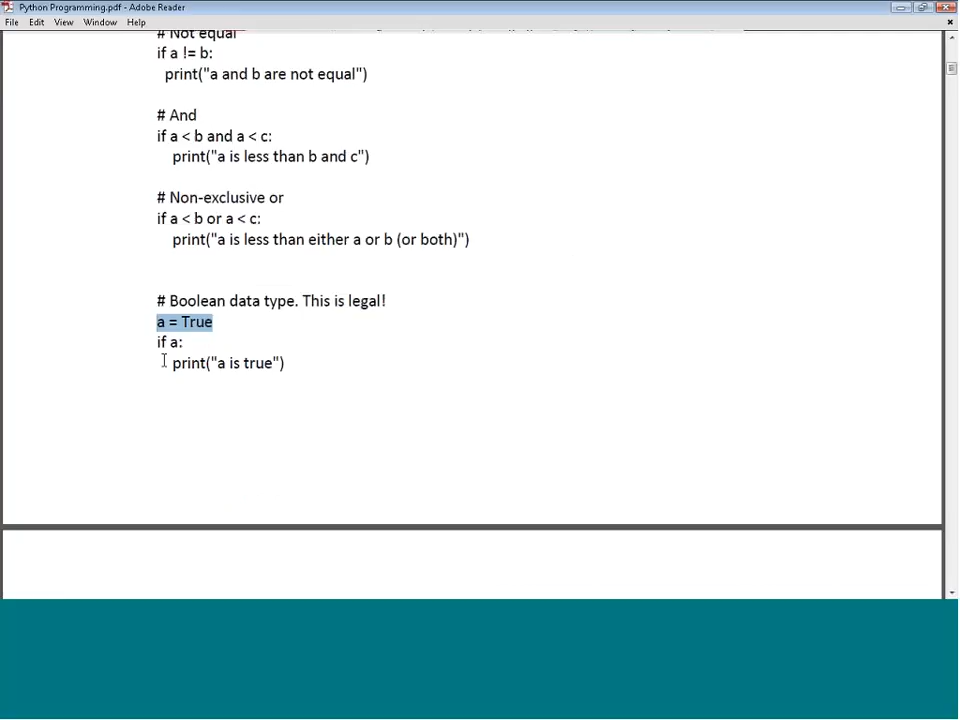 Python Programming.pdf - Adobe Reader
File Edit View Window Help
# Not equal
if a != b:
print("a and b are not equal")
# And
if a < b and a < c:
print("a is less than b and c")
# Non-exclusive or
if a < b or a < c:
print("a is less than either a or b (or both)")
# Boolean data type. This is legal!
a = True
if a:
print("a is true")